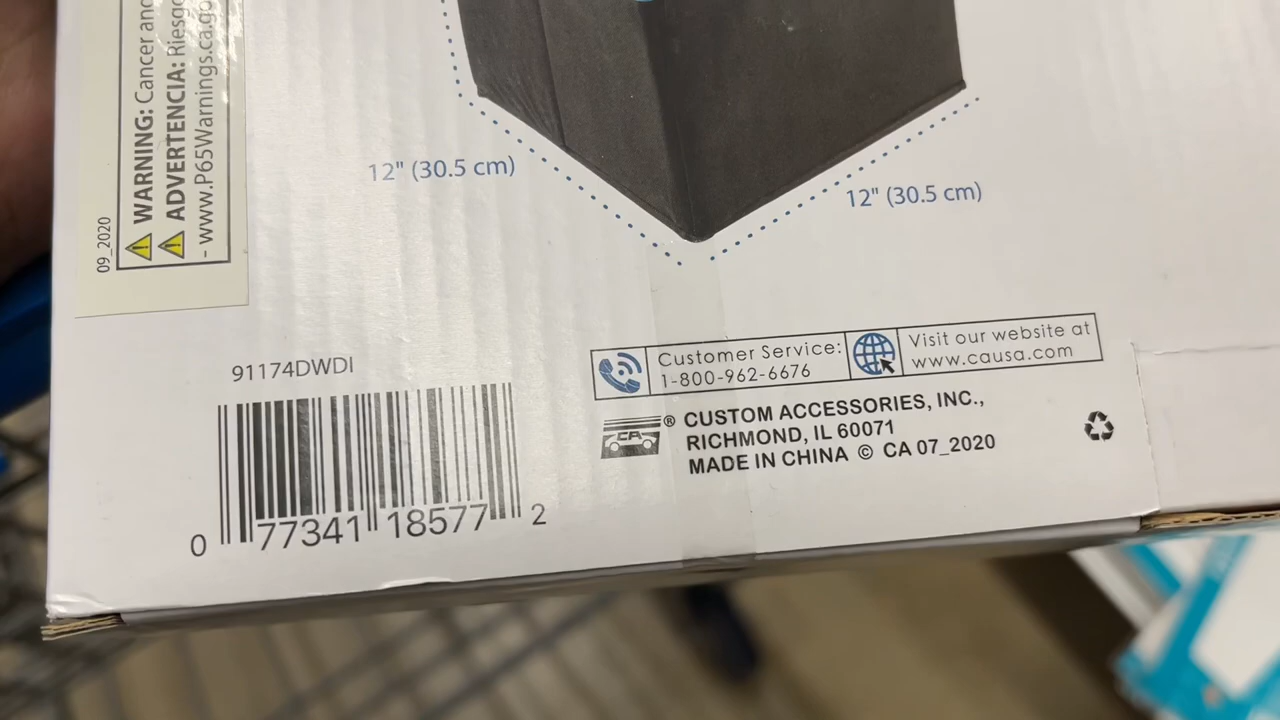 WARNING: Cancer and
ADVERTENCIA: Riesgo
- www.P65Warnings.ca.go
09_2020
12" (30.5 cm)
12" (30.5 cm)
91174DWDI
0 77341 18577 2
Customer Service:
1-800-962-6676
Visit our website at
www.causa.com
CA ®
CUSTOM ACCESSORIES, INC.,
RICHMOND, IL 60071
MADE IN CHINA © CA 07_2020